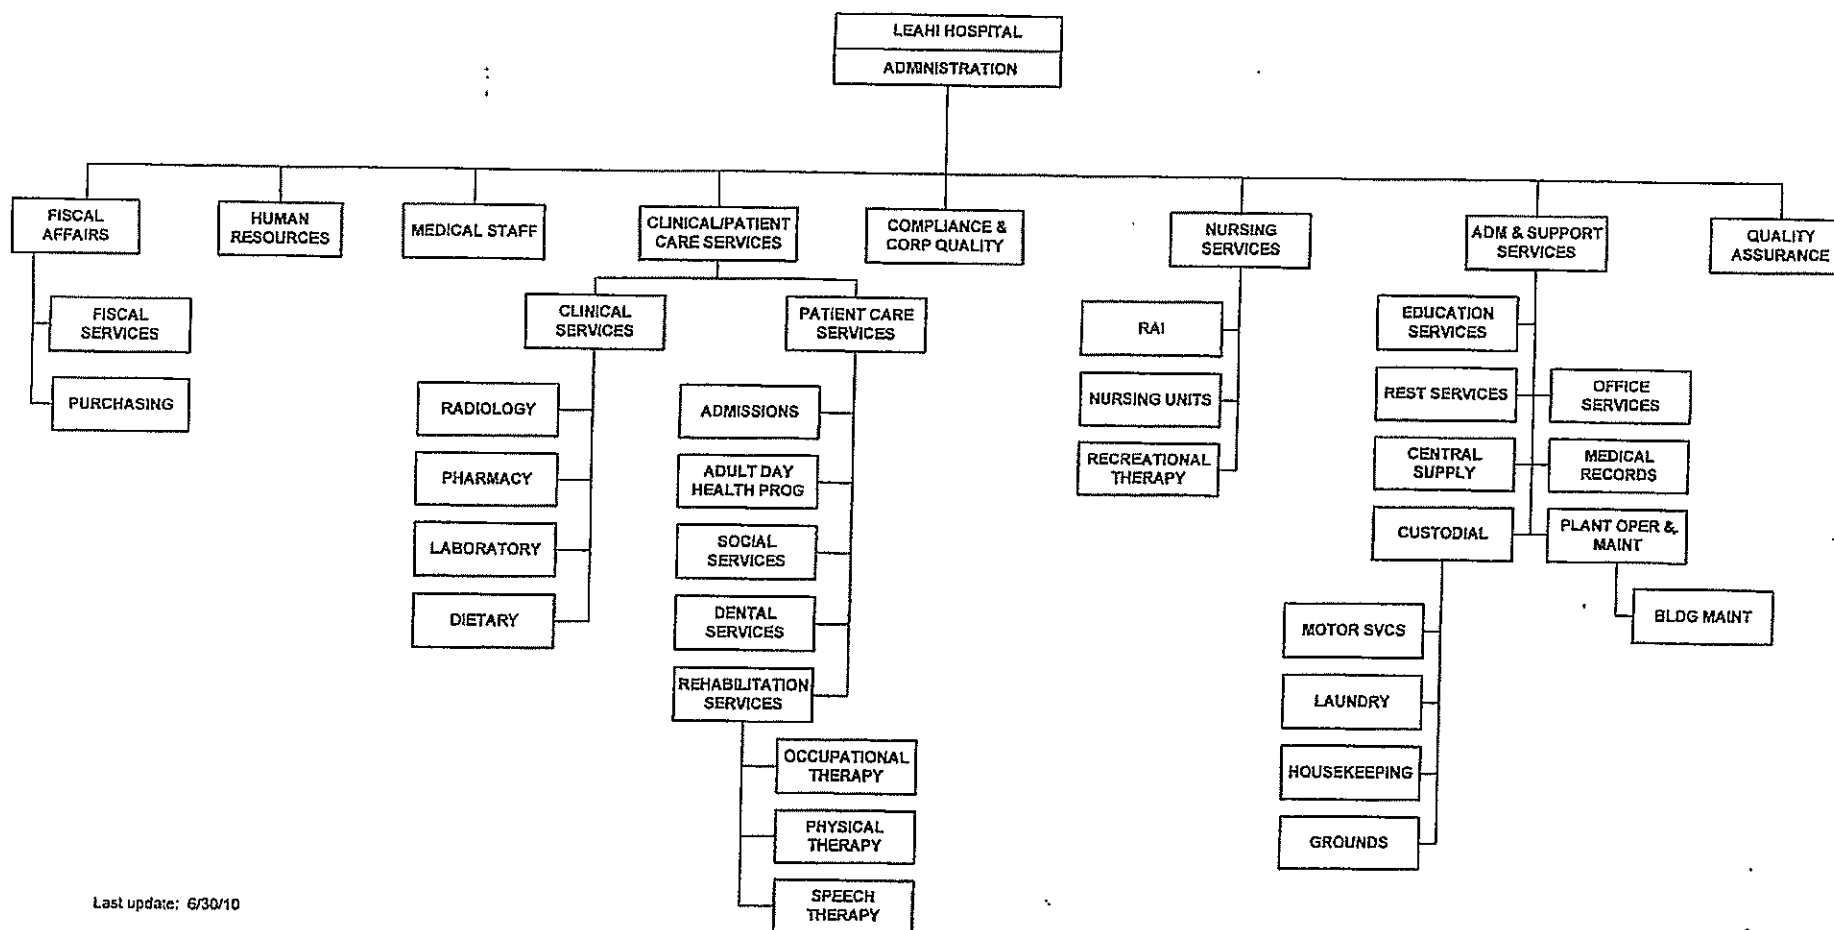 LEAHI HOSPITAL
ADMINISTRATION
FISCAL
AFFAIRS
HUMAN
RESOURCES
MEDICAL STAFF
CLINICAL/PATIENT
CARE SERVICES
COMPLIANCE &
CORP QUALITY
NURSING
SERVICES
ADM & SUPPORT
SERVICES
QUALITY
ASSURANCE
FISCAL
SERVICES
PURCHASING
CLINICAL
SERVICES
PATIENT CARE
SERVICES
RADIOLOGY
PHARMACY
LABORATORY
DIETARY
ADMISSIONS
ADULT DAY
HEALTH PROG
SOCIAL
SERVICES
DENTAL
SERVICES
REHABILITATION
SERVICES
OCCUPATIONAL
THERAPY
PHYSICAL
THERAPY
SPEECH
THERAPY
RAI
NURSING UNITS
RECREATIONAL
THERAPY
EDUCATION
SERVICES
REST SERVICES
OFFICE
SERVICES
CENTRAL
SUPPLY
MEDICAL
RECORDS
CUSTODIAL
PLANT OPER &
MAINT
BLDG MAINT
MOTOR SVCS
LAUNDRY
HOUSEKEEPING
GROUNDS
Last update: 6/30/10